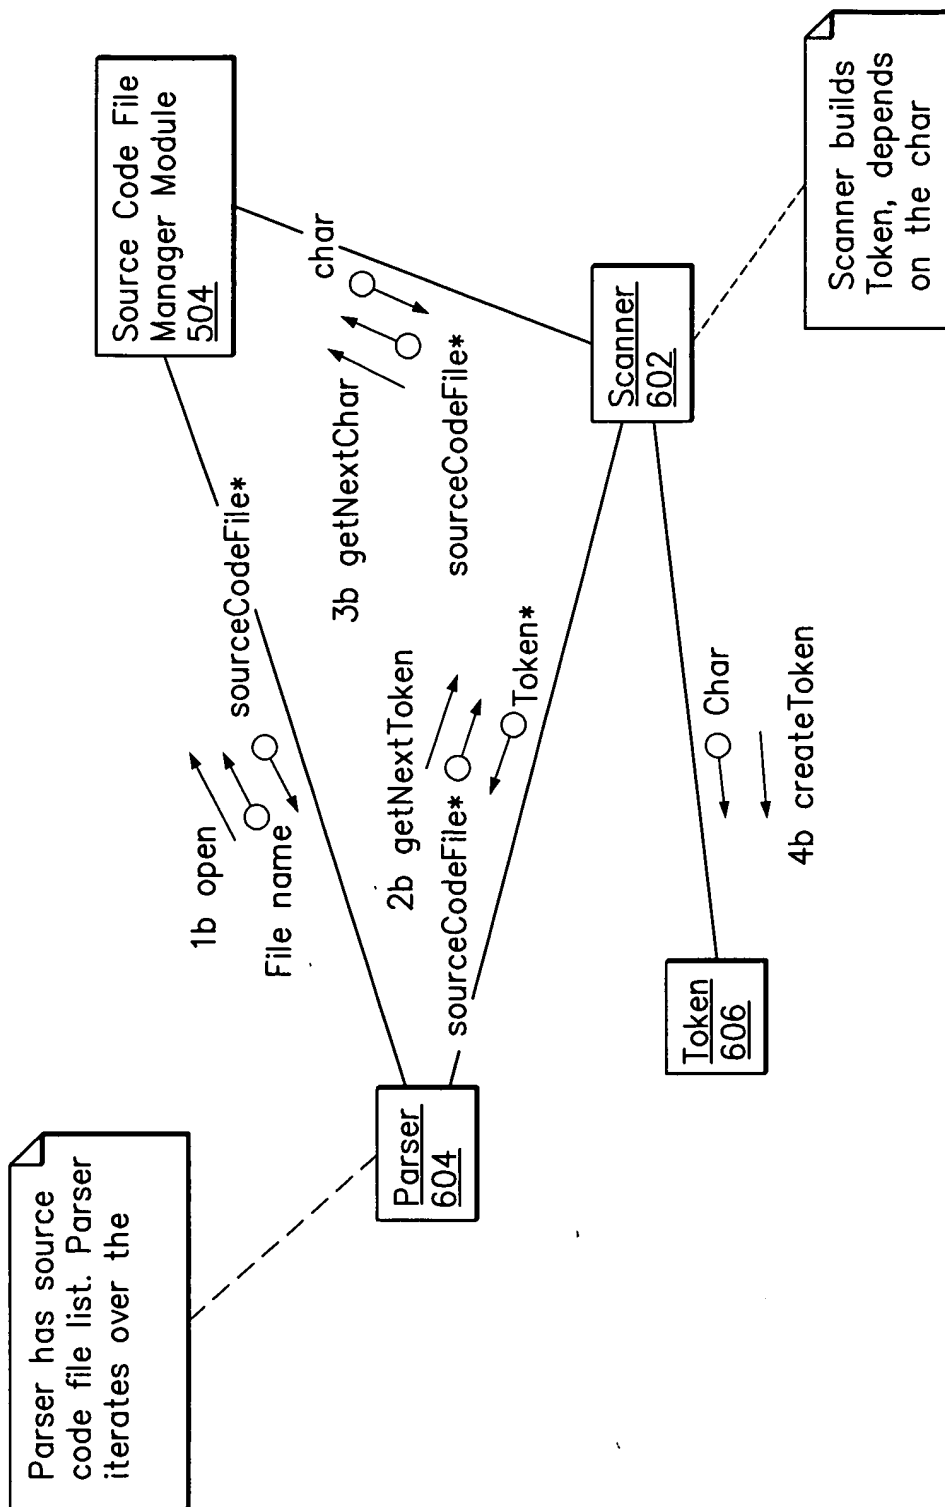 Parser has source
code file list. Parser
iterates over the
Source Code File
Manager Module
504
1b open
File name
sourceCodeFile*
char
3b getNextChar
sourceCodeFile*
2b getNextToken
sourceCodeFile*
Token*
Parser
604
Scanner
602
Char
4b createToken
Token
606
Scanner builds
Token, depends
on the char